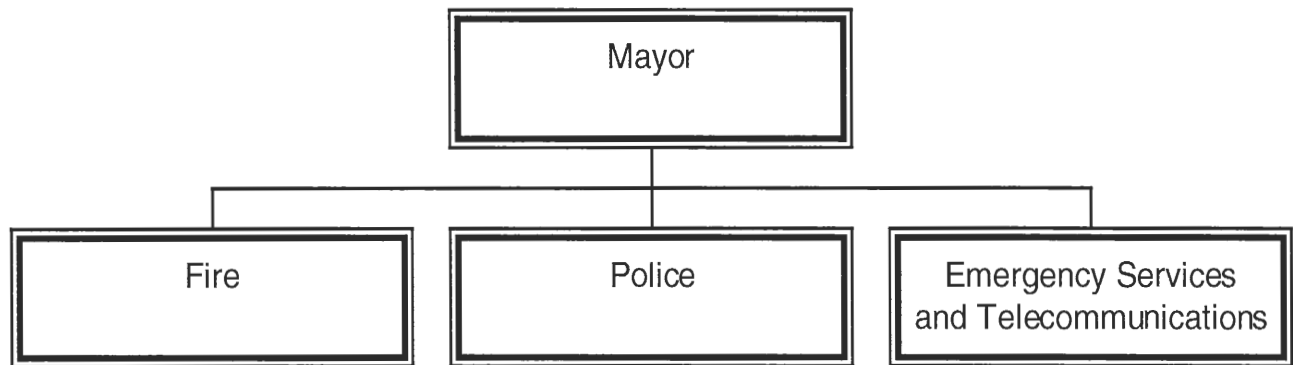 Mayor
Fire
Police
Emergency Services
and Telecommunications